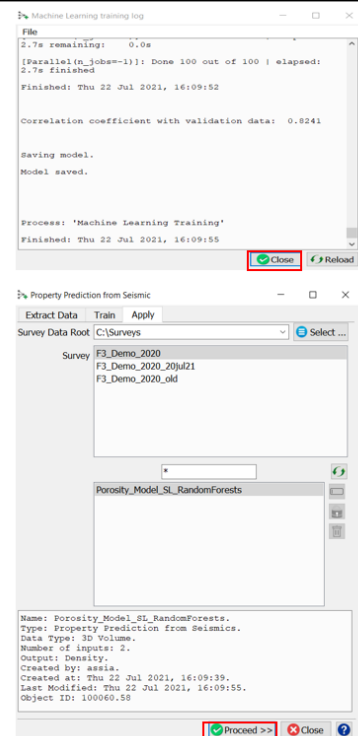 Machine Learning training log
File
2.7s remaining: 0.0s
[Parallel(n_jobs=-1)]: Done 100 out of 100 | elapsed:
2.7s finished
Finished: Thu 22 Jul 2021, 16:09:52
Correlation coefficient with validation data: 0.8241
Saving model.
Model saved.
Process: 'Machine Learning Training'
Finished: Thu 22 Jul 2021, 16:09:55
Close Reload
Property Prediction from Seismic
Extract Data Train Apply
Survey Data Root C:\Surveys Select ...
Survey F3_Demo_2020
F3_Demo_2020_20jul21
F3_Demo_2020_old
*
Porosity_Model_SL_RandomForests
Name: Porosity_Model_SL_RandomForests.
Type: Property Prediction from Seismics.
Data Type: 3D Volume.
Number of inputs: 2.
Output: Density.
Created by: assia.
Created at: Thu 22 Jul 2021, 16:09:39.
Last Modified: Thu 22 Jul 2021, 16:09:55.
Object ID: 100060.58
Proceed >> Close ?